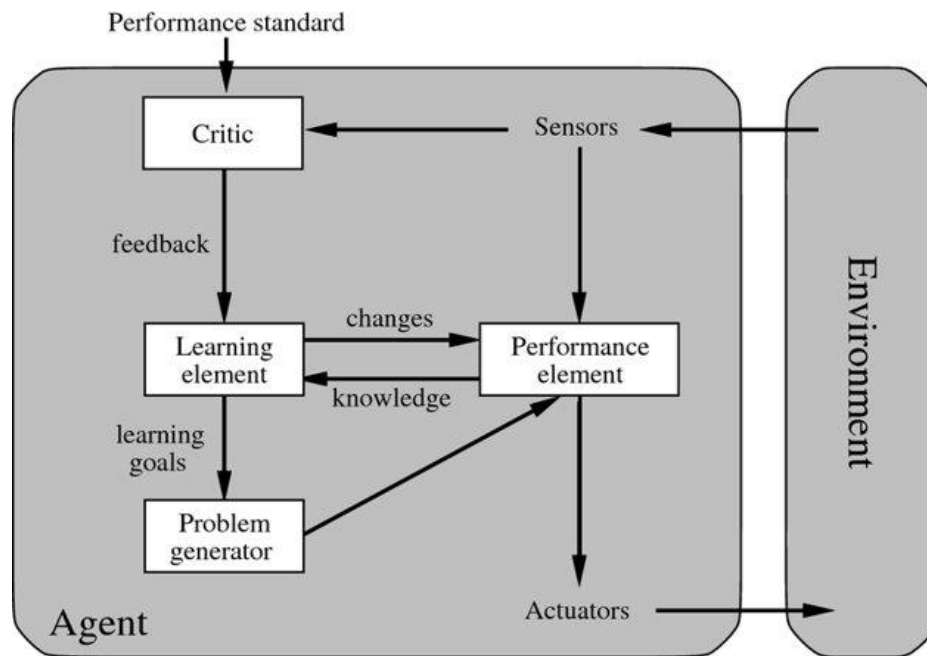 Performance standard
Critic
Sensors
feedback
changes
Learning
element
Performance
element
knowledge
learning
goals
Problem
generator
Actuators
Agent
Environment